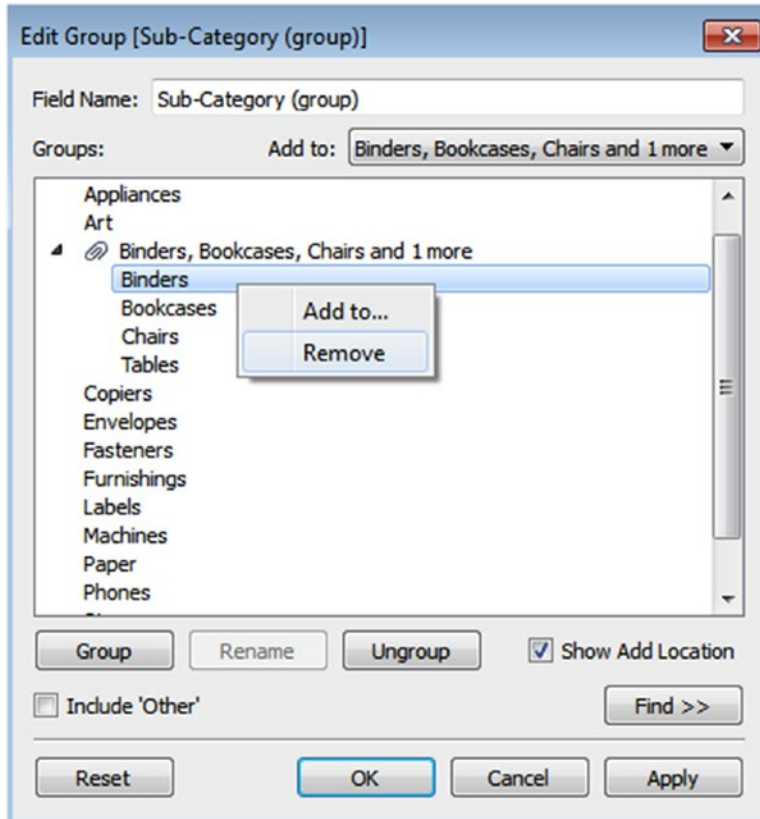 Edit Group [Sub-Category (group)]
Field Name: Sub-Category (group)
Groups: Add to: Binders, Bookcases, Chairs and 1 more
Appliances
Art
Binders, Bookcases, Chairs and 1 more
Binders
Bookcases
Add to...
Chairs
Remove
Tables
Copiers
Envelopes
Fasteners
Furnishings
Labels
Machines
Paper
Phones
Group Rename Ungroup Show Add Location
Include 'Other' Find >>
Reset OK Cancel Apply